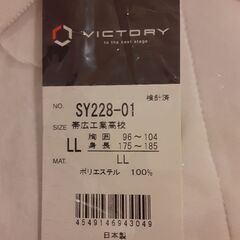 VICTORY
to the next stage
検針済
NO. SY228-01
SIZE 帯広工業高校
LL 胸囲 96～104
身長 175～185
MAT. LL
ポリエステル 100%
4549146943049
日本製